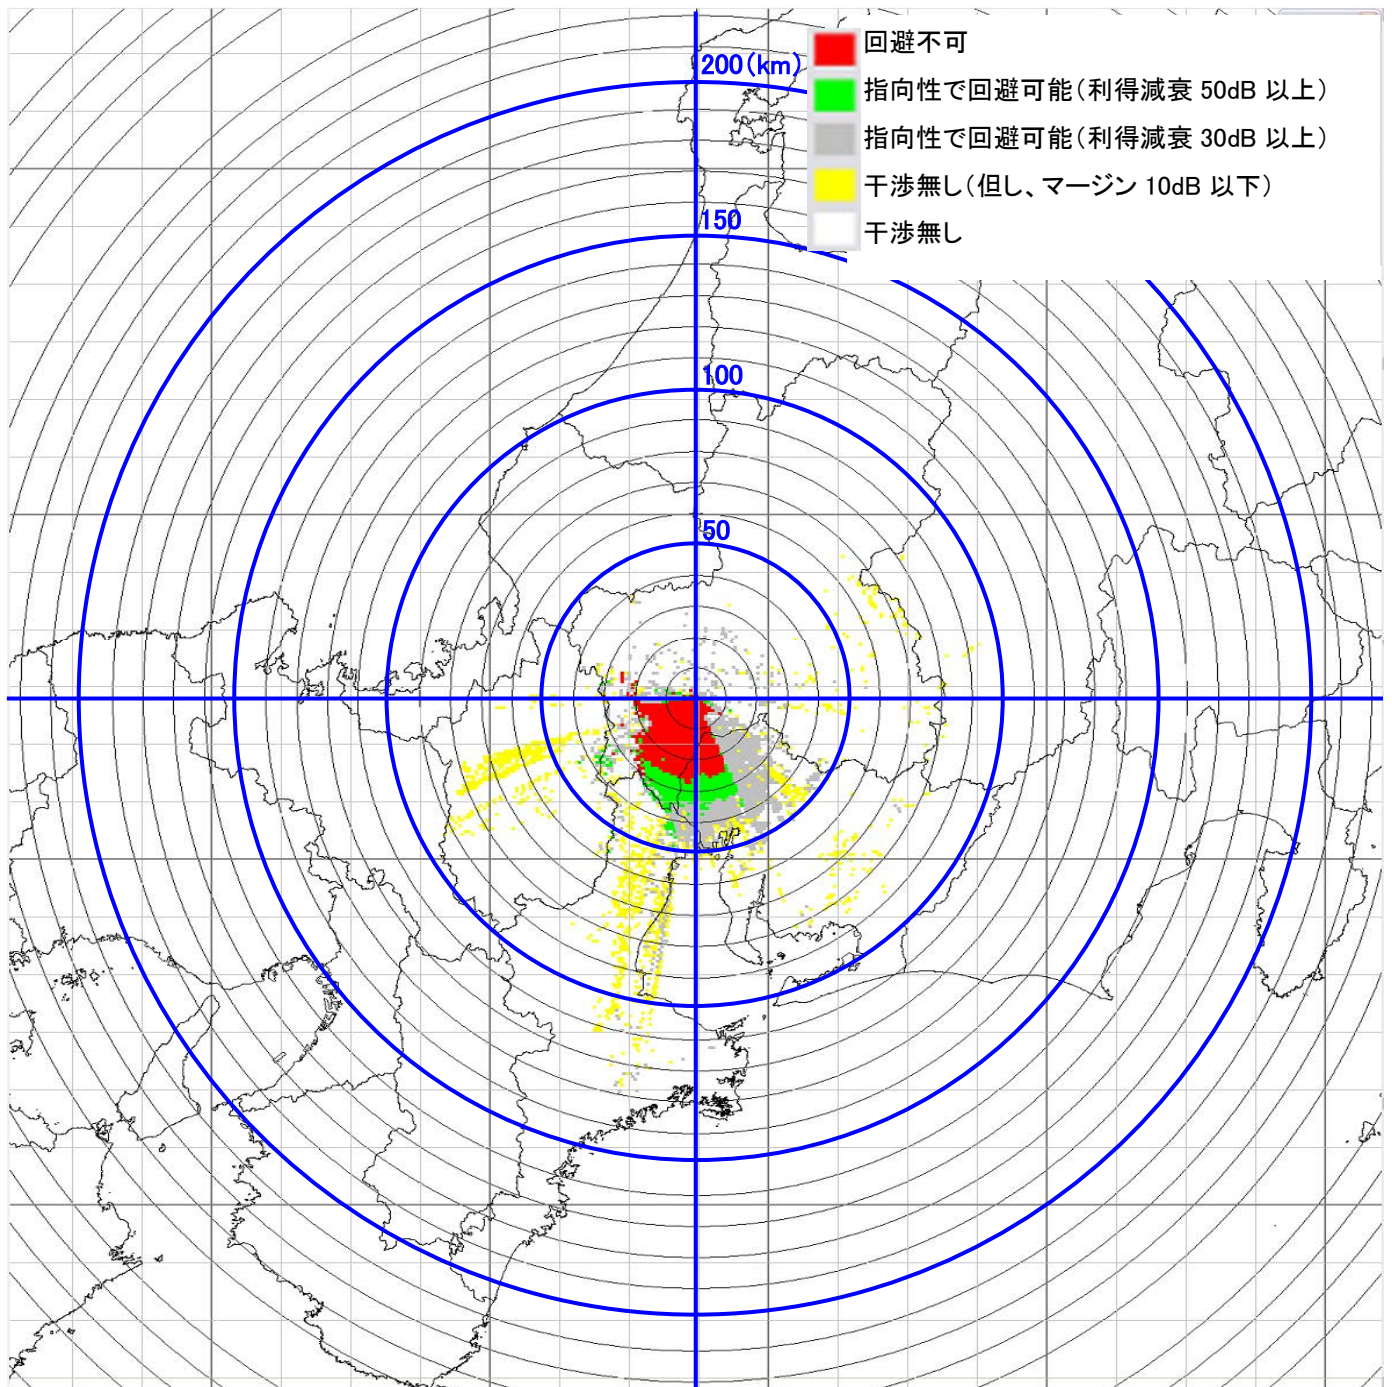 200(km)
150
100
50
回避不可
指向性で回避可能(利得減衰 50dB 以上)
指向性で回避可能(利得減衰 30dB 以上)
干渉無し(但し、マージン 10dB 以下)
干渉無し